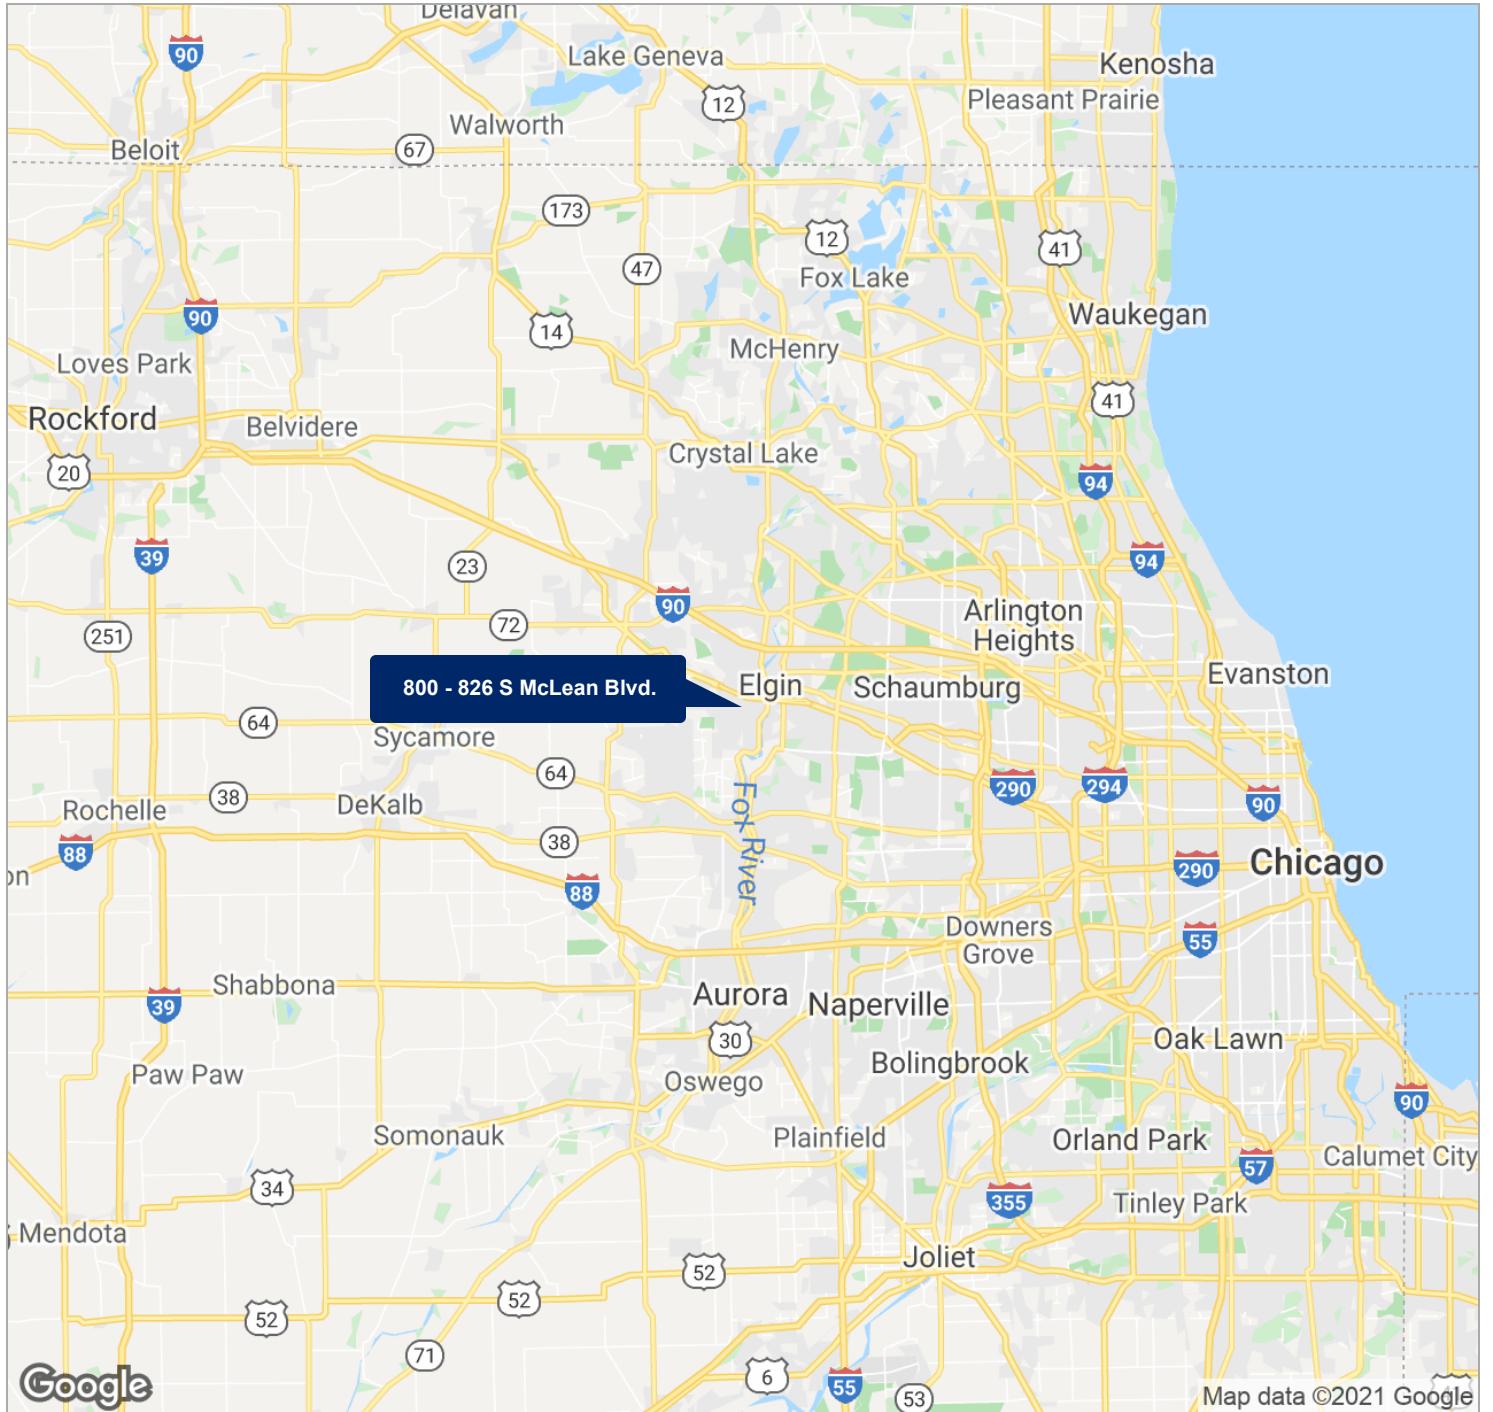 Delavan
90
Lake Geneva
Kenosha
12
Pleasant Prairie
Walworth
Beloit
67
173
12
41
47
Fox Lake
90
Waukegan
14
McHenry
Loves Park
41
Rockford
Belvidere
Crystal Lake
20
94
39
94
23
90
Arlington
Heights
72
251
Evanston
800 - 826 S McLean Blvd.
Elgin
Schaumburg
64
Sycamore
64
290
294
38
DeKalb
90
Rochelle
Fox River
38
88
Chicago
290
on
88
Downers
Grove
55
Shabbona
Aurora
Naperville
39
30
Oak Lawn
Bolingbrook
Paw Paw
Oswego
90
Somonauk
Plainfield
Orland Park
57
Calumet City
34
355
Tinley Park
Mendota
Joliet
52
52
52
71
6
55
53
Google
Map data ©2021 Google